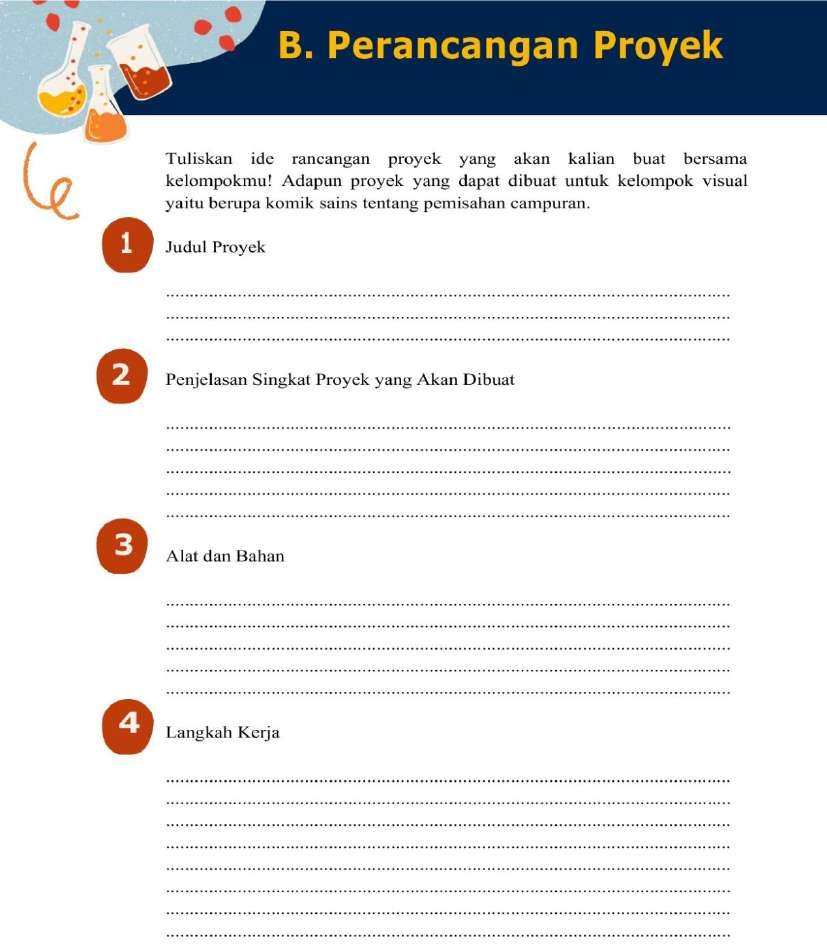 B. Perancangan Proyek
Tuliskan ide rancangan proyek yang akan kalian buat bersama
kelompokmu! Adapun proyek yang dapat dibuat untuk kelompok visual
yaitu berupa komik sains tentang pemisahan campuran.
1 Judul Proyek
..............................................................................................................
..............................................................................................................
..............................................................................................................
2 Penjelasan Singkat Proyek yang Akan Dibuat
..............................................................................................................
..............................................................................................................
..............................................................................................................
..............................................................................................................
..............................................................................................................
3 Alat dan Bahan
..............................................................................................................
..............................................................................................................
..............................................................................................................
..............................................................................................................
..............................................................................................................
4 Langkah Kerja
..............................................................................................................
..............................................................................................................
..............................................................................................................
..............................................................................................................
..............................................................................................................
..............................................................................................................
..............................................................................................................
..............................................................................................................